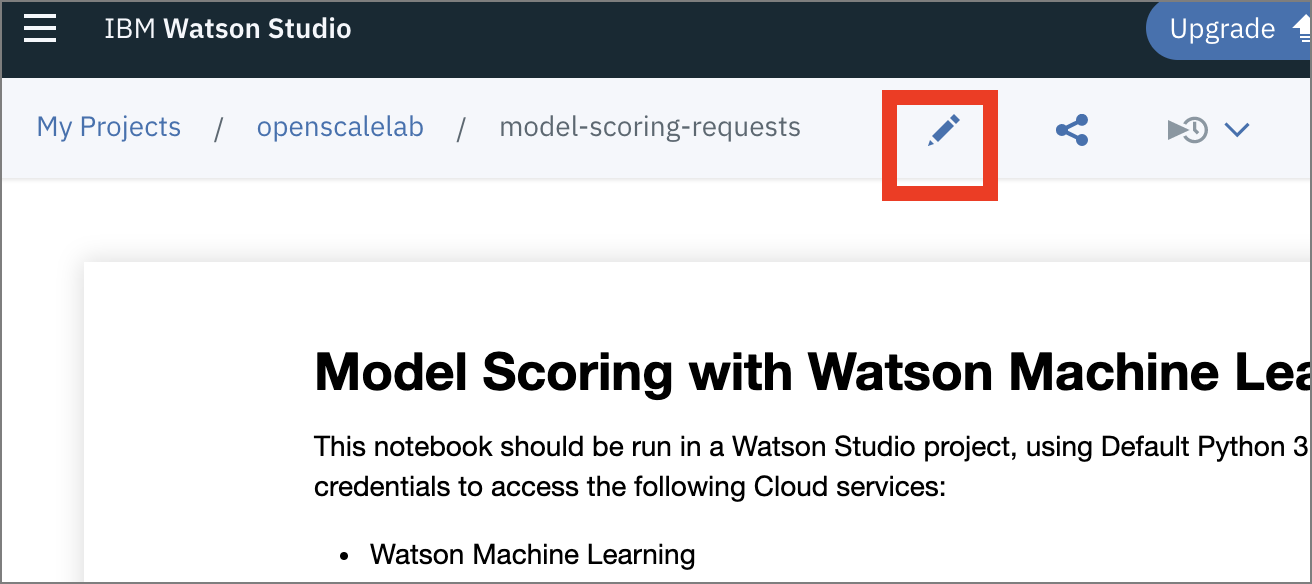 IBM Watson Studio
Upgrade
My Projects / openscalelab / model-scoring-requests
Model Scoring with Watson Machine
This notebook should be run in a Watson Studio project, using Default Python 3
credentials to access the following Cloud services:
• Watson Machine Learning